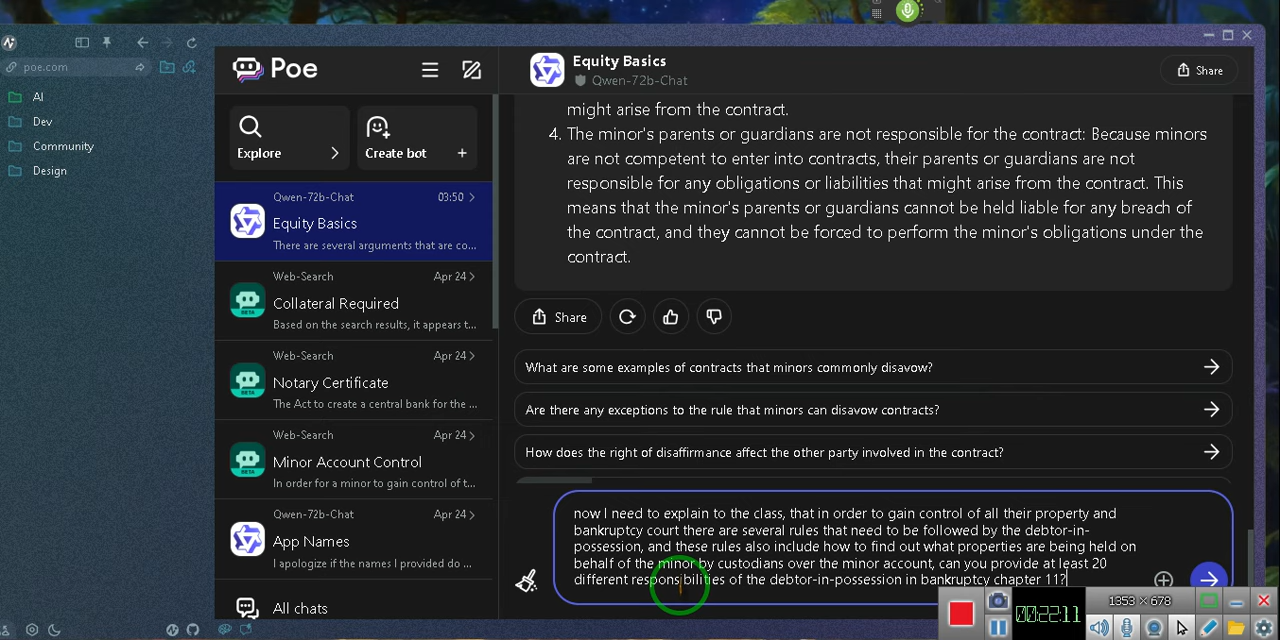 poe.com
AI
Dev
Community
Design
Poe
Explore
Create bot
Qwen-72b-Chat 03:50
Equity Basics
There are several arguments that are co...
Web-Search Apr 24
Collateral Required
Based on the search results, it appears t...
Web-Search Apr 24
Notary Certificate
The Act to create a central bank for the ...
Web-Search Apr 24
Minor Account Control
In order for a minor to gain control of t...
Qwen-72b-Chat Apr 24
App Names
If the names I provided do ...
All chats
BETA
BETA
BETA
Equity Basics
Qwen-72b-Chat
Share
might arise from the contract.
4. The minor's parents or guardians are not responsible for the contract: Because minors
are not competent to enter into contracts, their parents or guardians are not
responsible for any obligations or liabilities that might arise from the contract. This
means that the minor's parents or guardians cannot be held liable for any breach of
the contract, and they cannot be forced to perform the minor's obligations under the
contract.
Share
What are some examples of contracts that minors commonly disavow?
Are there any exceptions to the rule that minors can disavow contracts?
How does the right of disaffirmance affect the other party involved in the contract?
now I need to explain to the class, that in order to gain control of all their property and
bankruptcy court there are several rules that need to be followed by the debtor-in-
possession, and these rules also include how to find out what properties are being held on
behalf of the minor by custodians over the minor account, can you provide at least 20
different responsibilities of the debtor-in-possession in bankruptcy chapter 11?
00:22:11
1353 × 678